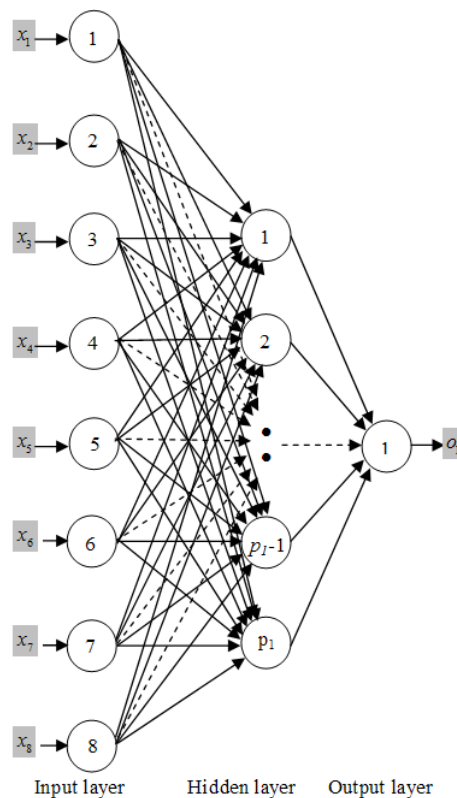 x₁ 1
x₂ 2
x₃ 3
1
x₄ 4
2
x₅ 5
1
x₆ 6
p₁-1
x₇ 7
p₁
x₈ 8
Input layer Hidden layer Output layer